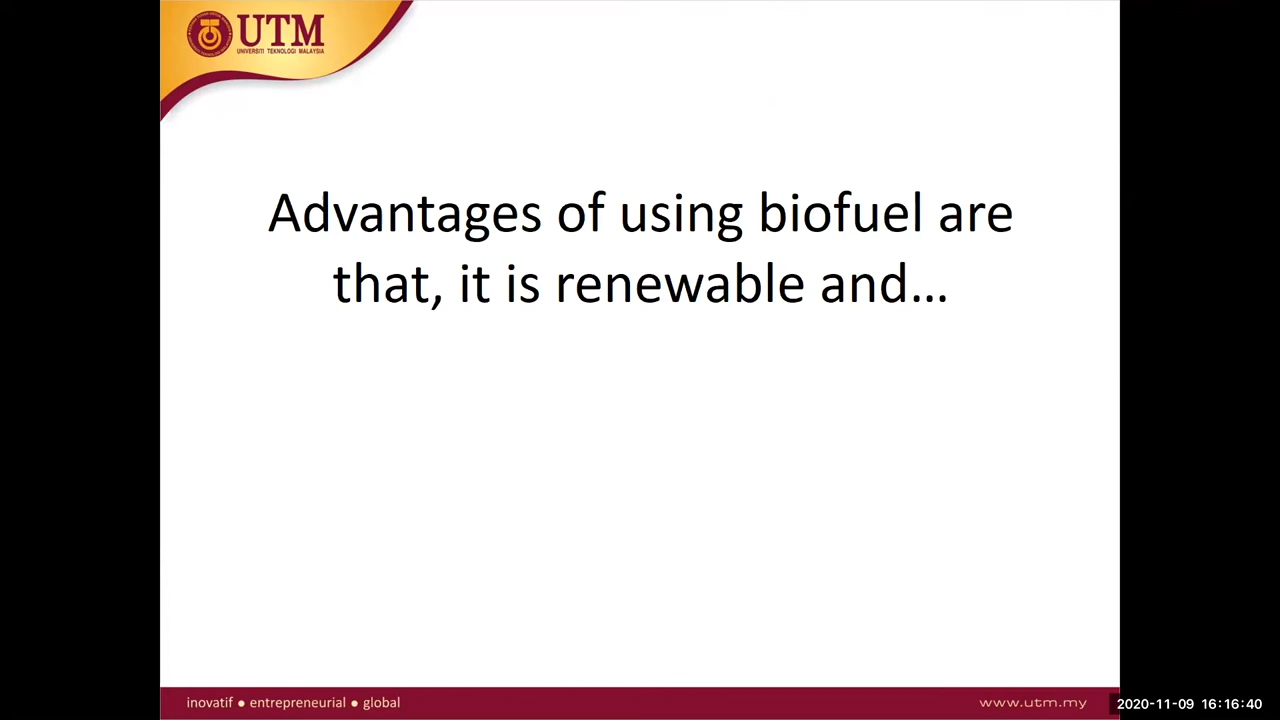 UTM
UNIVERSITI TEKNOLOGI MALAYSIA
Advantages of using biofuel are
that, it is renewable and…
inovatif ● entrepreneurial ● global
www.utm.my
2020-11-09 16:16:40